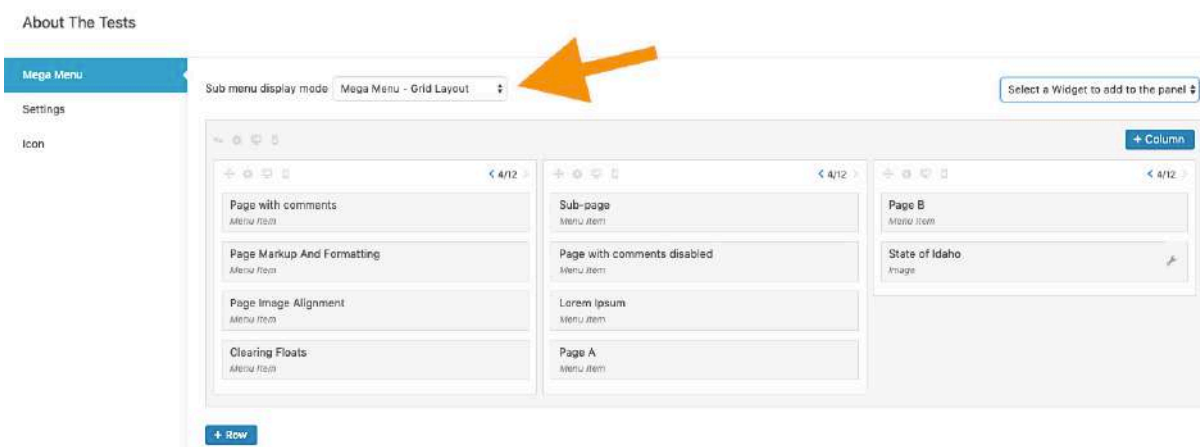 About The Tests
Mega Menu
Settings
Icon
Sub menu display mode Mega Menu - Grid Layout
Select a Widget to add to the panel
+ Column
< 4/12 >
Page with comments
Menu Item
Page Markup And Formatting
Menu Item
Page Image Alignment
Menu Item
Clearing Floats
Menu Item
< 4/12 >
Sub-page
Menu Item
Page with comments disabled
Menu Item
Lorem Ipsum
Menu Item
Page A
Menu Item
< 4/12 >
Page B
Menu Item
State of Idaho
Image
+ Row